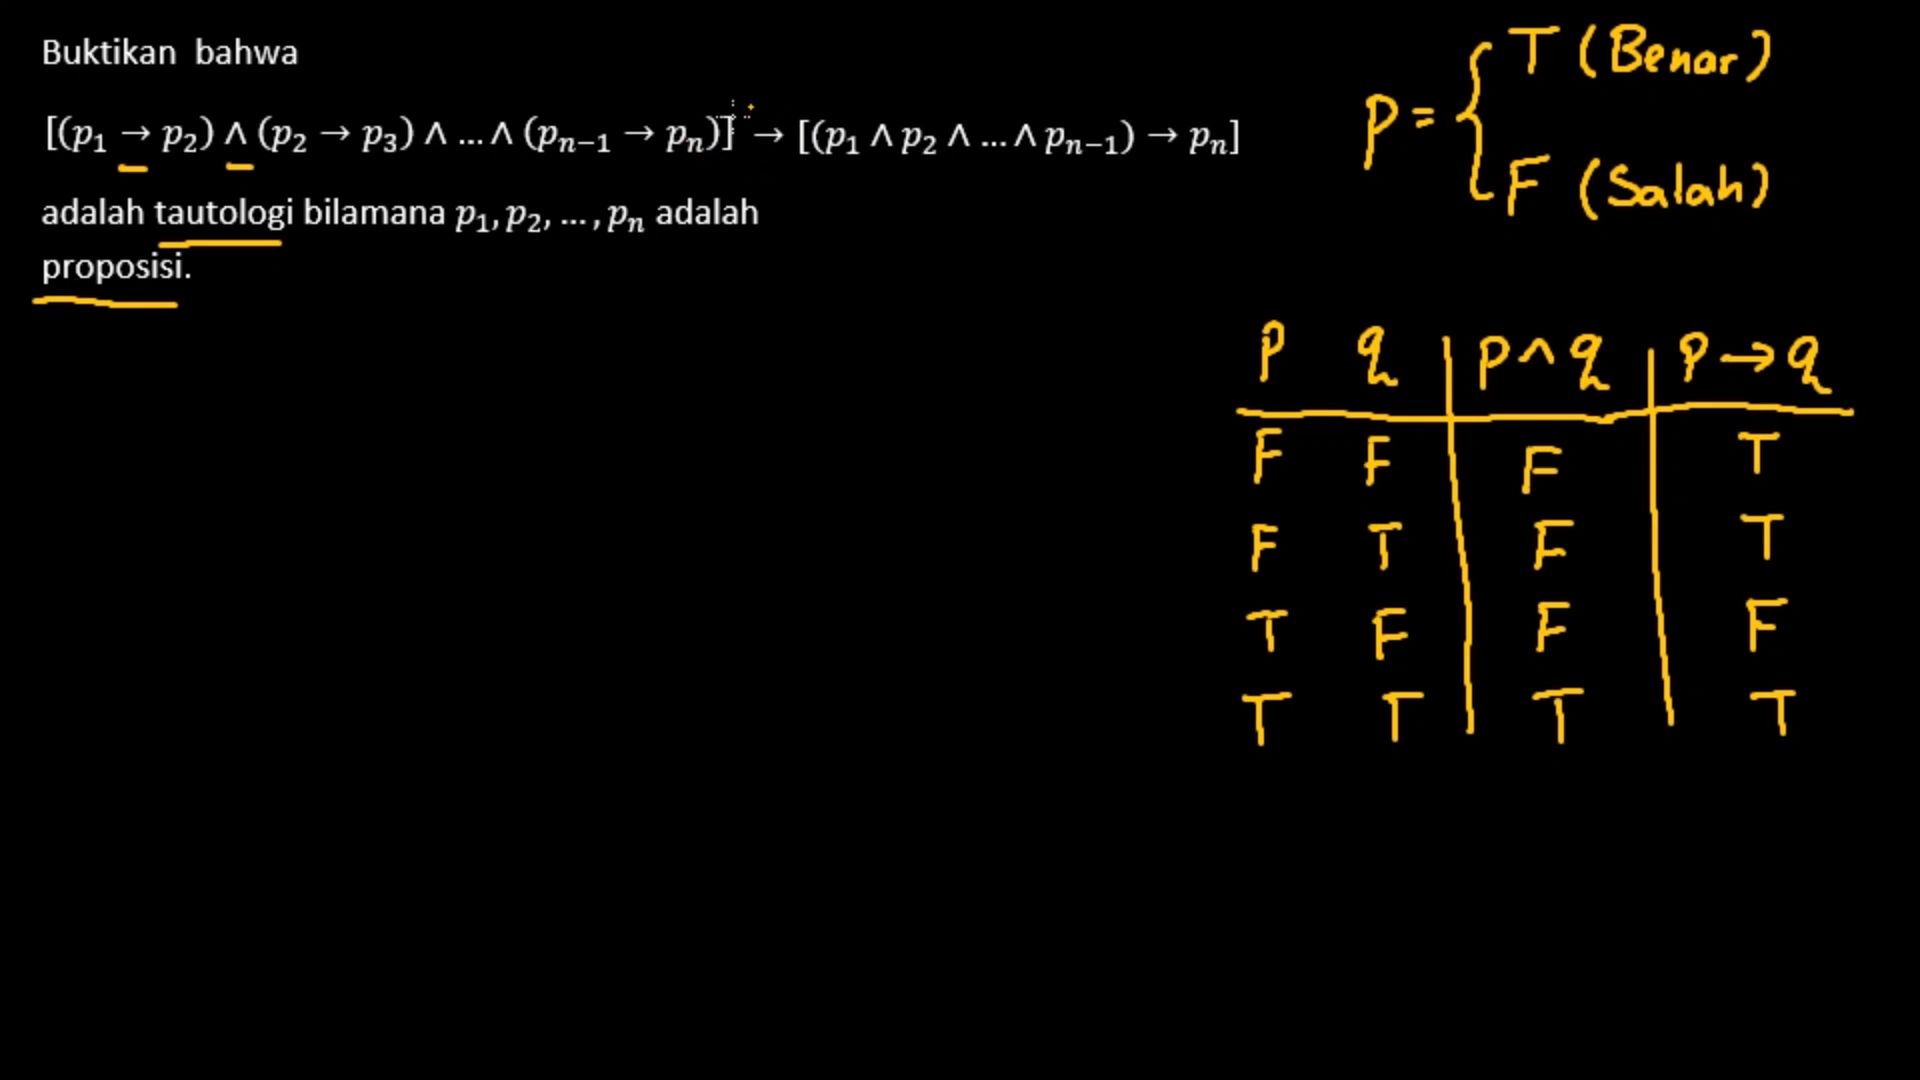 Buktikan bahwa
[(p₁ → p₂) ∧ (p₂ → p₃) ∧ … ∧ (pₙ₋₁ → pₙ)] → [(p₁ ∧ p₂ ∧ … ∧ pₙ₋₁) → pₙ]
adalah tautologi bilamana p₁, p₂, … , pₙ adalah
proposisi.
p = { T (Benar)
F (Salah)
p q p ∧ q p → q
F F F T
F T F T
T F F F
T T T T